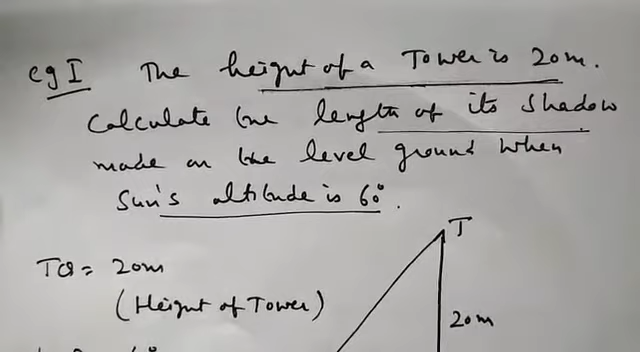 eg I The height of a Tower is 20m.
Calculate the length of its shadow
made on the level ground when
Sun's altitude is 60°.
T
TQ = 20m
(Height of Tower)
20m